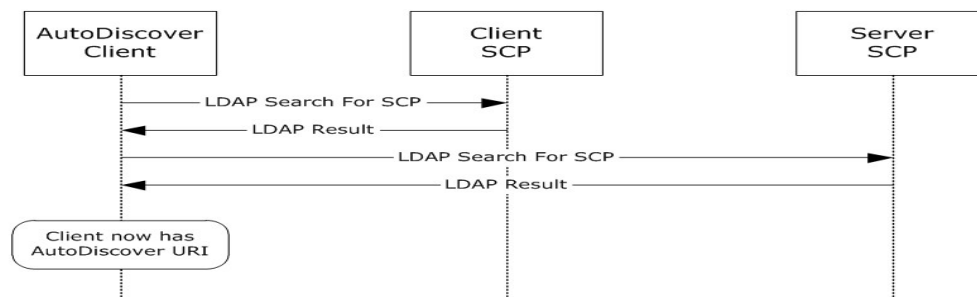 AutoDiscover
Client
Client
SCP
Server
SCP
LDAP Search For SCP
LDAP Result
LDAP Search For SCP
LDAP Result
Client now has
AutoDiscover URI